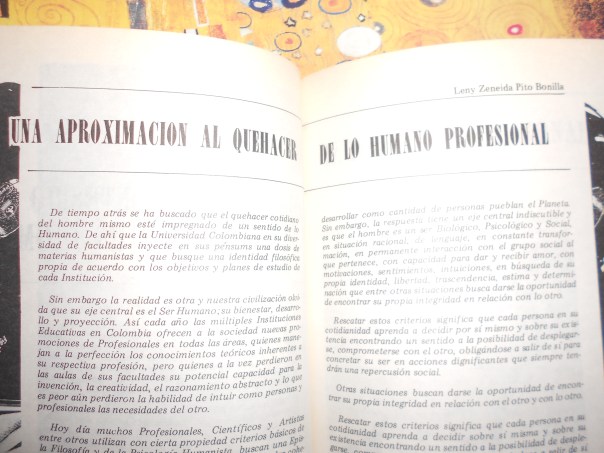 UNA APROXIMACION AL QUEHACER
De tiempo atrás se ha buscado que el quehacer cotidiano
del hombre mismo esté impregnado de un sentido de lo
Humano. De ahí que la Universidad Colombiana en su diver-
sidad de facultades inyecte en sus pénsums una dosis de
materias humanistas y que busque una identidad filosófica
propia de acuerdo con los objetivos y planes de estudio de
cada Institución.
Sin embargo la realidad es otra y nuestra civilización olvi-
da que su eje central es el Ser Humano; su bienestar, desarro-
llo y proyección. Así cada año las múltiples Instituciones
Educativas en Colombia ofrecen a la sociedad nuevas pro-
mociones de Profesionales en todas las áreas, quienes mane-
jan a la perfección los conocimientos teóricos inherentes a
su respectiva profesión, pero quienes a la vez perdieron en
las aulas de sus facultades su potencial capacidad para la
invención, la creatividad, el razonamiento abstracto y lo que
es peor aún perdieron la habilidad de intuir como personas y
profesionales las necesidades del otro.
Hoy día muchos Profesionales, Científicos y Artistas
entre otros utilizan con cierta propiedad criterios básicos de
la Filosofía y de la Psicología Humanista, buscan una Epis-
Leny Zeneida Pito Bonilla
DE LO HUMANO PROFESIONAL
desarrollar como cantidad de personas pueblan el Planeta.
Sin embargo, la respuesta tiene un eje central indiscutible y
es que el hombre es un ser Biológico, Psicológico y Social,
en situación racional, de lenguaje, en constante transfor-
mación, en permanente interacción con el grupo social al
que pertenece, con capacidad para dar y recibir amor, con
motivaciones, sentimientos, intuiciones, en búsqueda de su
propia identidad, libertad, trascendencia, estima y determi-
nación que entre otras situaciones busca darse la oportunidad
de encontrar su propia integridad en relación con lo otro.
Rescatar estos criterios significa que cada persona en su
cotidianidad aprenda a decidir por sí mismo y sobre su exis-
tencia encontrando un sentido a la posibilidad de desplegar-
se, comprometerse con el otro, obligándose a salir de sí para
concretar su ser en acciones dignificantes que siempre ten-
drán una repercusión social.
Otras situaciones buscan darse la oportunidad de encon-
trar su propia integridad en relación con el otro y con lo otro.
Rescatar estos criterios significa que cada persona en su
cotidianidad aprenda a decidir por sí mismo y sobre su
existencia encontrando un sentido a la posibilidad de desple-